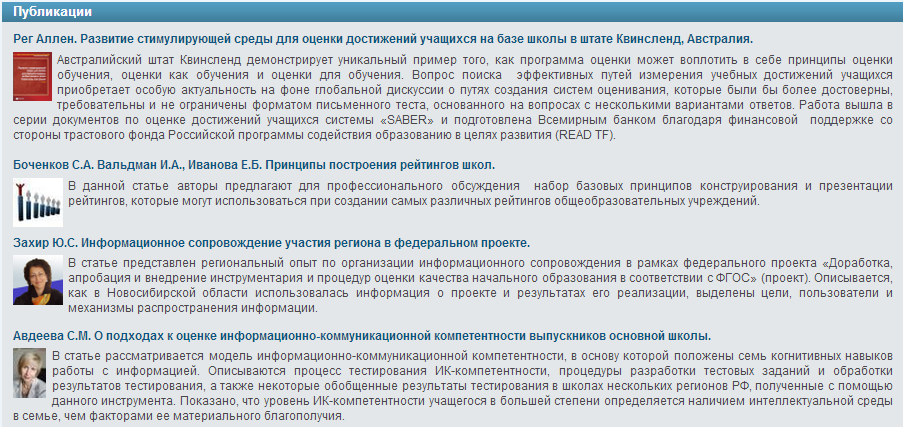 Публикации
Рег Аллен. Развитие стимулирующей среды для оценки достижений учащихся на базе школы в штате Квинсленд, Австралия.
Австралийский штат Квинсленд демонстрирует уникальный пример того, как программа оценки может воплотить в себе принципы оценки
обучения, оценки как обучения и оценки для обучения. Вопрос поиска эффективных путей измерения учебных достижений учащихся
приобретает особую актуальность на фоне глобальной дискуссии о путях создания систем оценивания, которые были бы более достоверны,
требовательны и не ограничены форматом письменного теста, основанного на вопросах с несколькими вариантами ответов. Работа вышла в
серии документов по оценке достижений учащихся системы «SABER» и подготовлена Всемирным банком благодаря финансовой поддержке со
стороны трастового фонда Российской программы содействия образованию в целях развития (READ TF).
Боченков С.А. Вальдман И.А., Иванова Е.Б. Принципы построения рейтингов школ.
В данной статье авторы предлагают для профессионального обсуждения набор базовых принципов конструирования и презентации
рейтингов, которые могут использоваться при создании самых различных рейтингов общеобразовательных учреждений.
Захир Ю.С. Информационное сопровождение участия региона в федеральном проекте.
В статье представлен региональный опыт по организации информационного сопровождения в рамках федерального проекта «Доработка,
апробация и внедрение инструментария и процедур оценки качества начального образования в соответствии с ФГОС» (проект). Описывается,
как в Новосибирской области использовалась информация о проекте и результатах его реализации, выделены цели, пользователи и
механизмы распространения информации.
Авдеева С.М. О подходах к оценке информационно-коммуникационной компетентности выпускников основной школы.
В статье рассматривается модель информационно-коммуникационной компетентности, в основу которой положены семь когнитивных навыков
работы с информацией. Описываются процесс тестирования ИК-компетентности, процедуры разработки тестовых заданий и обработки
результатов тестирования, а также некоторые обобщенные результаты тестирования в школах нескольких регионов РФ, полученные с помощью
данного инструмента. Показано, что уровень ИК-компетентности учащегося в большей степени определяется наличием интеллектуальной среды
в семье, чем факторами ее материального благополучия.